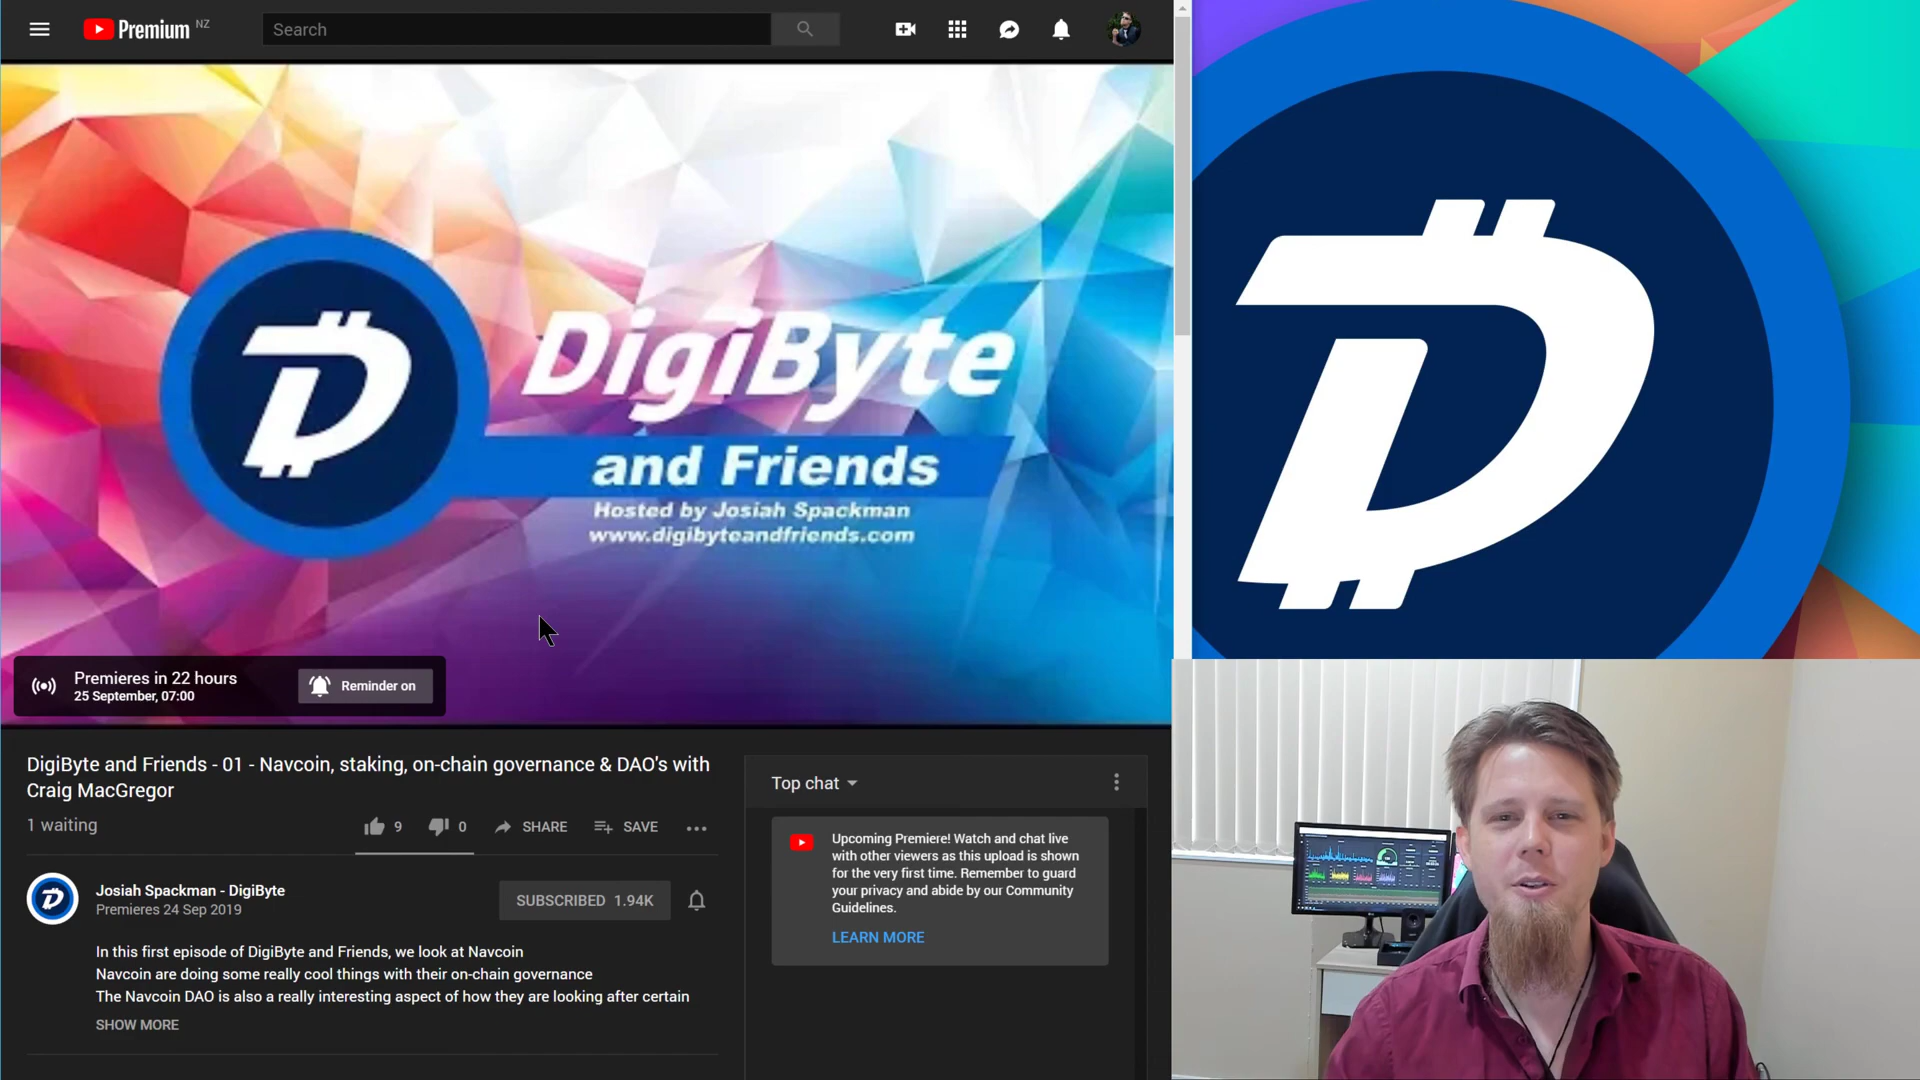 Premium NZ
Search
DigiByte
and Friends
Hosted by Josiah Spackman
www.digibyteandfriends.com
Premieres in 22 hours
25 September, 07:00
Reminder on
DigiByte and Friends - 01 - Navcoin, staking, on-chain governance & DAO's with
Craig MacGregor
1 waiting
9
0
SHARE
SAVE
Josiah Spackman - DigiByte
Premieres 24 Sep 2019
SUBSCRIBED 1.94K
In this first episode of DigiByte and Friends, we look at Navcoin
Navcoin are doing some really cool things with their on-chain governance
The Navcoin DAO is also a really interesting aspect of how they are looking after certain
SHOW MORE
Top chat
Upcoming Premiere! Watch and chat live
with other viewers as this upload is shown
for the very first time. Remember to guard
your privacy and abide by our Community
Guidelines.
LEARN MORE